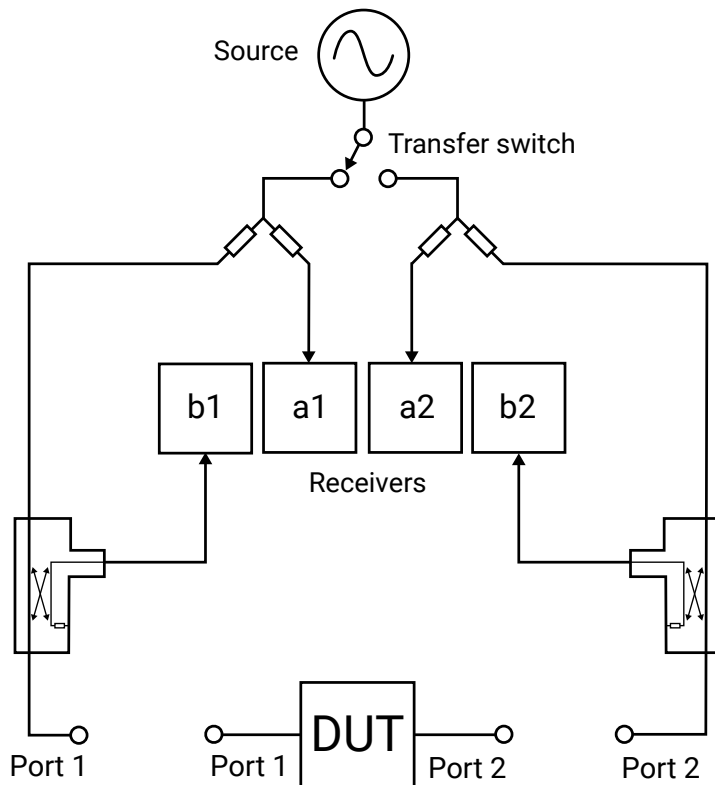 Source
Transfer switch
b1
a1
a2
b2
Receivers
DUT
Port 1
Port 1
Port 2
Port 2